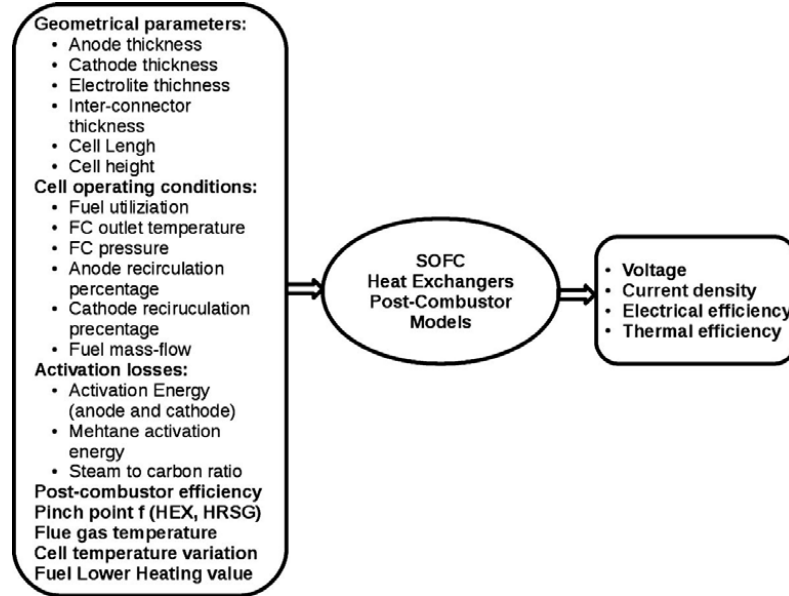 Geometrical parameters:
• Anode thickness
• Cathode thickness
• Electrolite thichness
• Inter-connector
thickness
• Cell Lengh
• Cell height
Cell operating conditions:
• Fuel utiliziation
• FC outlet temperature
• FC pressure
• Anode recirculation
percentage
• Cathode reciruculation
precentage
• Fuel mass-flow
Activation losses:
• Activation Energy
(anode and cathode)
• Mehtane activation
energy
• Steam to carbon ratio
Post-combustor efficiency
Pinch point f (HEX, HRSG)
Flue gas temperature
Cell temperature variation
Fuel Lower Heating value
SOFC
Heat Exchangers
Post-Combustor
Models
• Voltage
• Current density
• Electrical efficiency
• Thermal efficiency